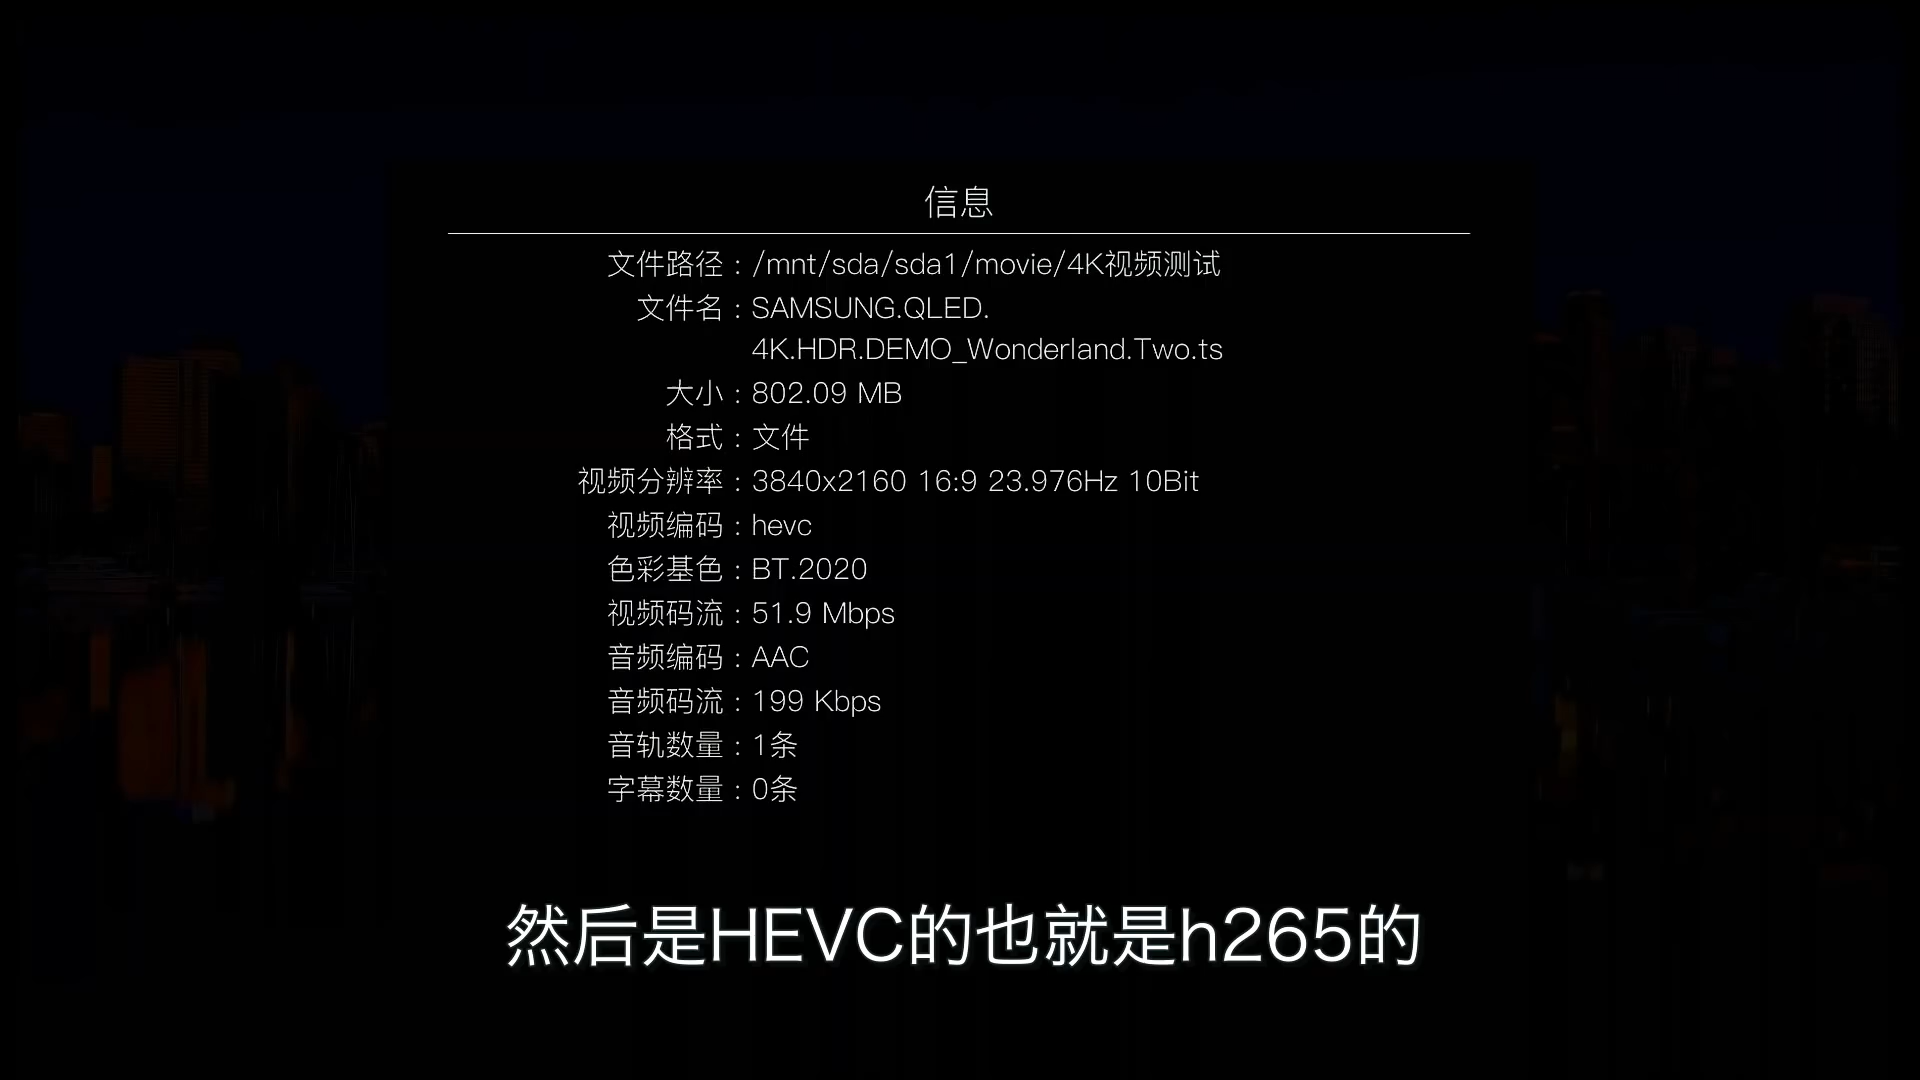 信息
文件路径：/mnt/sda/sda1/movie/4K视频测试
文件名：SAMSUNG.QLED.
4K.HDR.DEMO_Wonderland.Two.ts
大小：802.09 MB
格式：文件
视频分辨率：3840x2160 16:9 23.976Hz 10Bit
视频编码：hevc
色彩基色：BT.2020
视频码流：51.9 Mbps
音频编码：AAC
音频码流：199 Kbps
音轨数量：1条
字幕数量：0条
然后是HEVC的也就是h265的